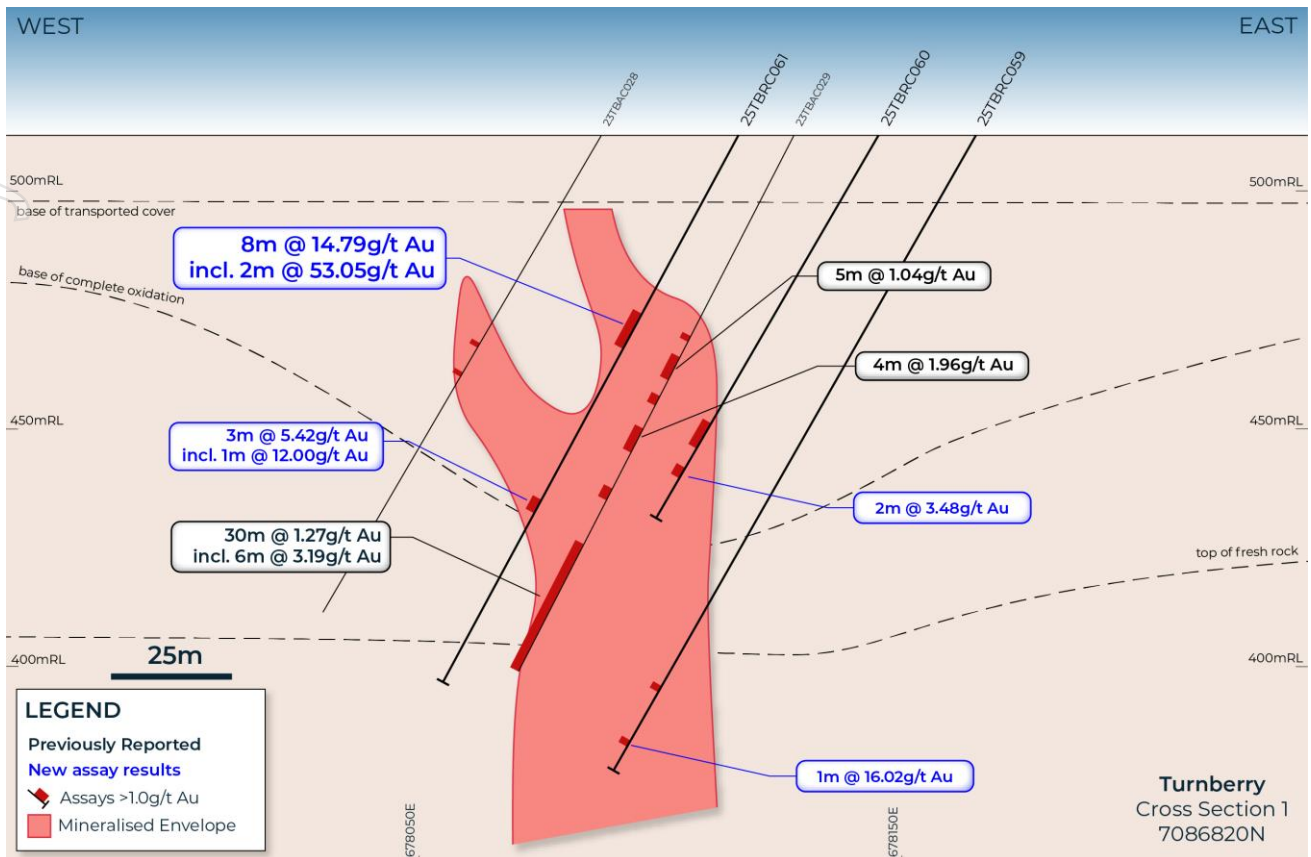 WEST
EAST
23TBAC028
25TBRC061
23TBAC029
25TBRC060
25TBRC059
500mRL
500mRL
base of transported cover
8m @ 14.79g/t Au
incl. 2m @ 53.05g/t Au
base of complete oxidation
5m @ 1.04g/t Au
4m @ 1.96g/t Au
450mRL
450mRL
3m @ 5.42g/t Au
incl. 1m @ 12.00g/t Au
2m @ 3.48g/t Au
30m @ 1.27g/t Au
incl. 6m @ 3.19g/t Au
top of fresh rock
400mRL
400mRL
25m
LEGEND
Previously Reported
New assay results
Assays >1.0g/t Au
Mineralised Envelope
1m @ 16.02g/t Au
678050E
678150E
Turnberry
Cross Section 1
7086820N